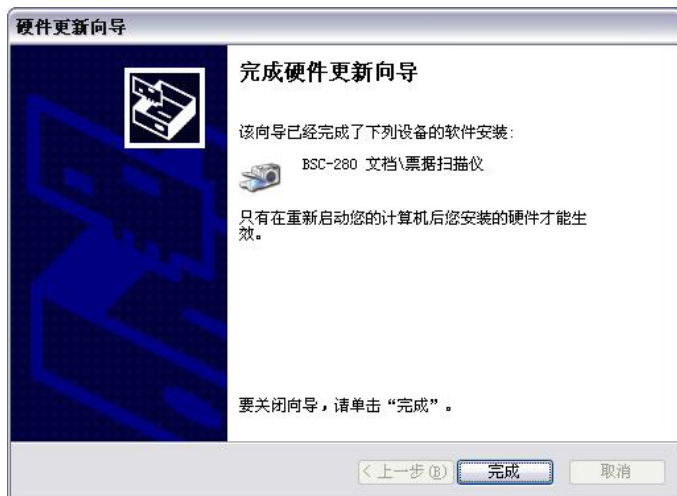 硬件更新向导
完成硬件更新向导
该向导已经完成了下列设备的软件安装:
BSC-280 文档\票据扫描仪
只有在重新启动您的计算机后您安装的硬件才能生
效。
要关闭向导，请单击“完成”。
<上一步(B) 完成 取消